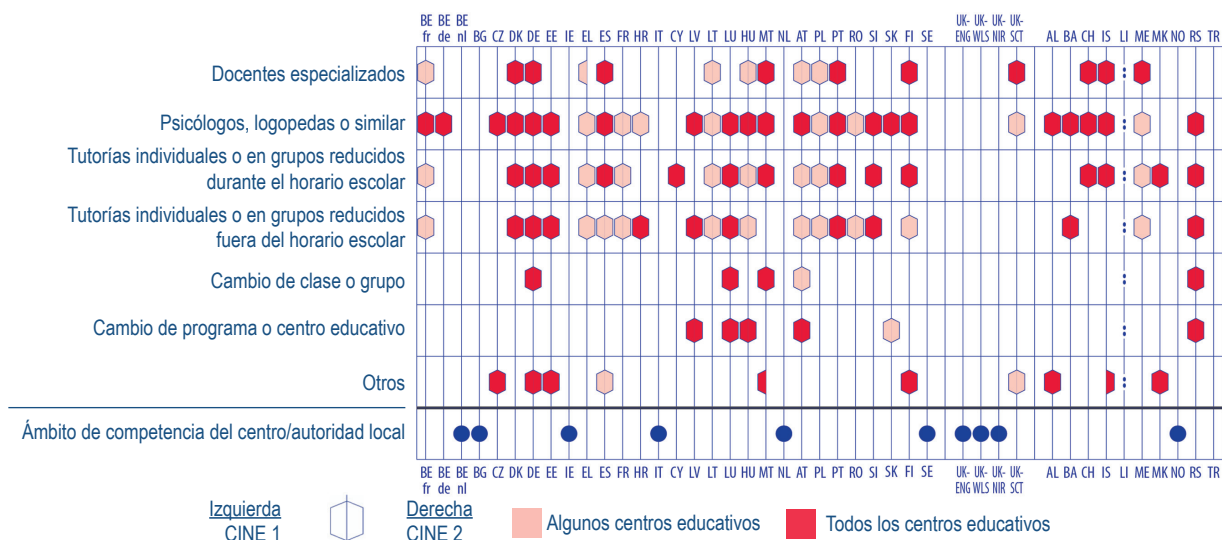 BE fr BE de BE nl BG CZ DK DE EE IE EL ES FR HR IT CY LV LT LU HU MT NL AT PL PT RO SI SK FI SE UK-ENG UK-WLS UK-NIR UK-SCT AL BA CH IS LI ME MK NO RS TR
Docentes especializados
Psicólogos, logopedas o similar
Tutorías individuales o en grupos reducidos
durante el horario escolar
Tutorías individuales o en grupos reducidos
fuera del horario escolar
Cambio de clase o grupo
Cambio de programa o centro educativo
Otros
Ámbito de competencia del centro/autoridad local
BE fr BE de BE nl BG CZ DK DE EE IE EL ES FR HR IT CY LV LT LU HU MT NL AT PL PT RO SI SK FI SE UK-ENG UK-WLS UK-NIR UK-SCT AL BA CH IS LI ME MK NO RS TR
Izquierda
CINE 1
Derecha
CINE 2
Algunos centros educativos
Todos los centros educativos